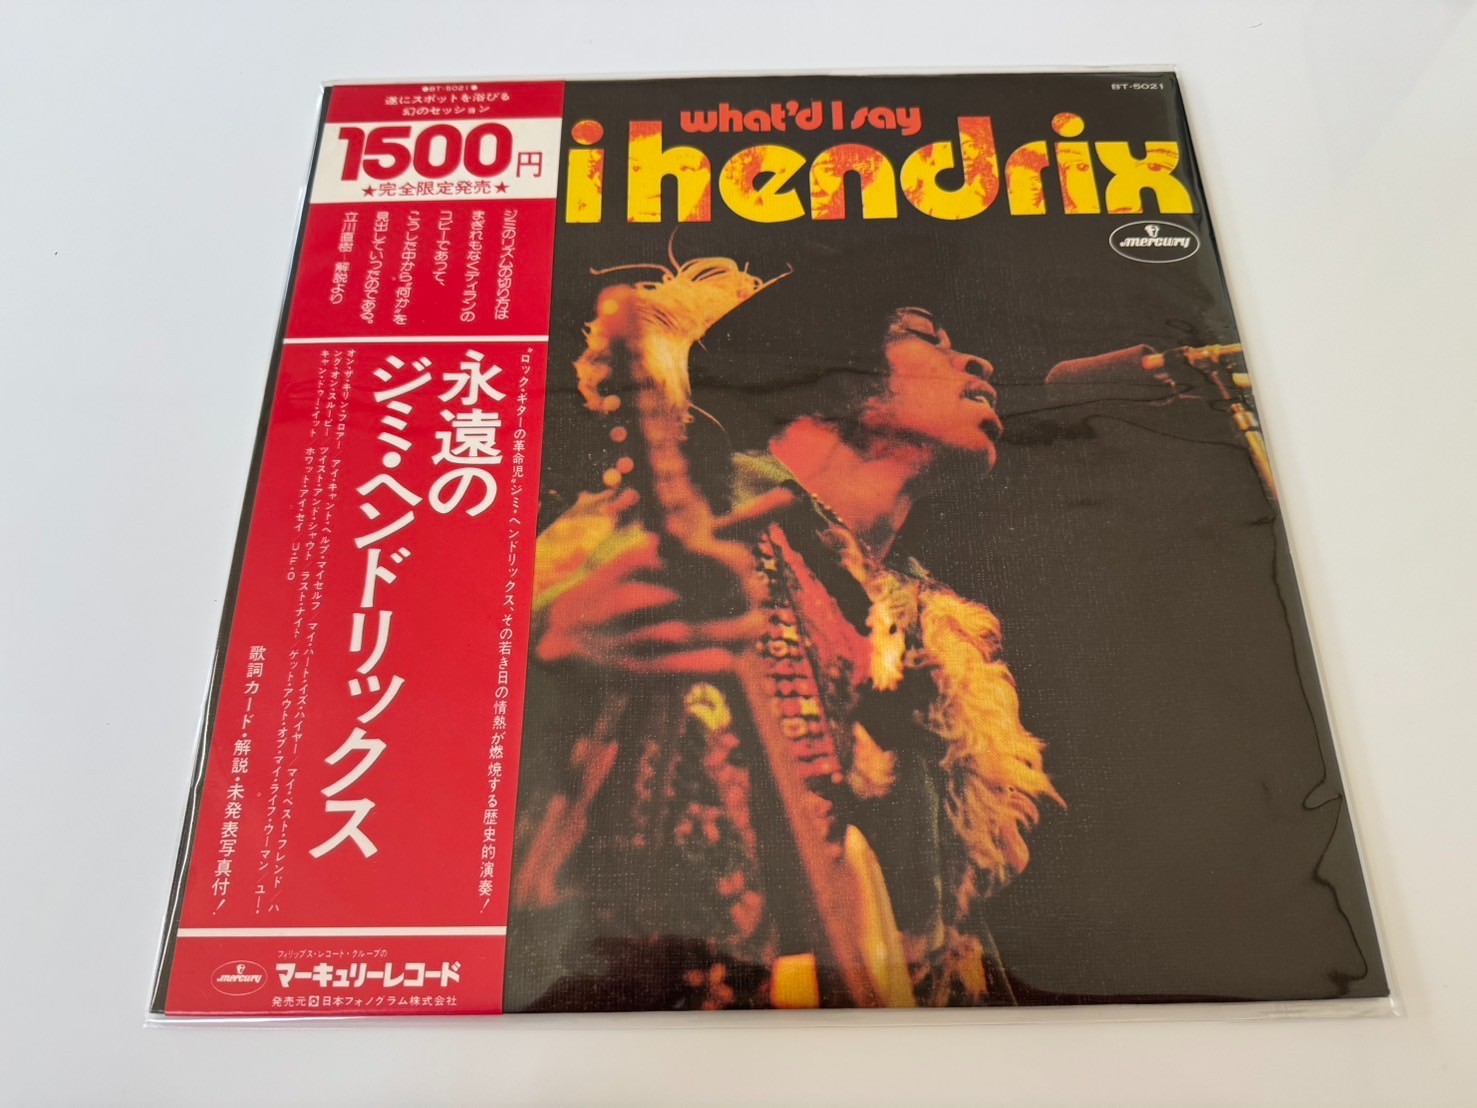 ●BT-5021●
遂にスポットを浴びる
幻のセッション
1500円
★完全限定発売★
ジミのリズムの切り方は
まぎれもなくディランの
コピーであって、
こうした中から“何か”を
見出していったのである。
立川直樹―解説より
“ロック・ギターの革命児”ジミ・ヘンドリックス、その若き日の情熱が燃焼する歴史的演奏!
永遠の
ジミ・ヘンドリックス
オン・ザ・キリン・フロアー/アイ・キャント・ヘルプ・マイセルフ/マイ・ハート・イズ・ハイヤー/マイ・ベスト・フレンド/ハ
ング・オン・スルーピー/ツイスト・アンド・シャウト/ラスト・ナイト/ゲット・アウト・オブ・マイ・ライフ・ウーマン/ユー・
キャン・ドゥー・イット/ホワット・アイ・セイ/U・F・O
歌詞カード・解説・未発表写真付!
mercury
フィリップス・レコード・グループの
マーキュリーレコード
発売元 日本フォノグラム株式会社
BT-5021
what'd I say
i hendrix
mercury